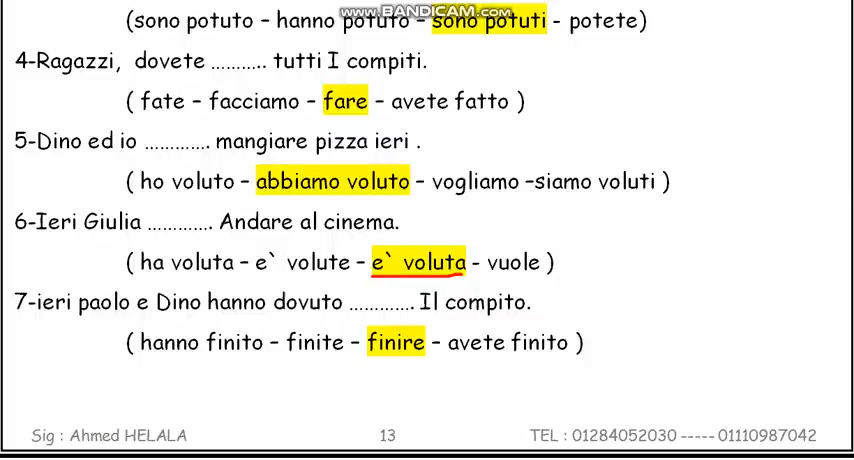 www.BANDICAM.com
(sono potuto – hanno potuto – sono potuti - potete)
4-Ragazzi, dovete ……….. tutti I compiti.
( fate – facciamo – fare – avete fatto )
5-Dino ed io …………. mangiare pizza ieri .
( ho voluto – abbiamo voluto – vogliamo –siamo voluti )
6-Ieri Giulia …………. Andare al cinema.
( ha voluta – e` volute – e` voluta - vuole )
7-ieri paolo e Dino hanno dovuto …………. Il compito.
( hanno finito – finite – finire – avete finito )
Sig : Ahmed HELALA 13 TEL : 01284052030 ----- 01110987042